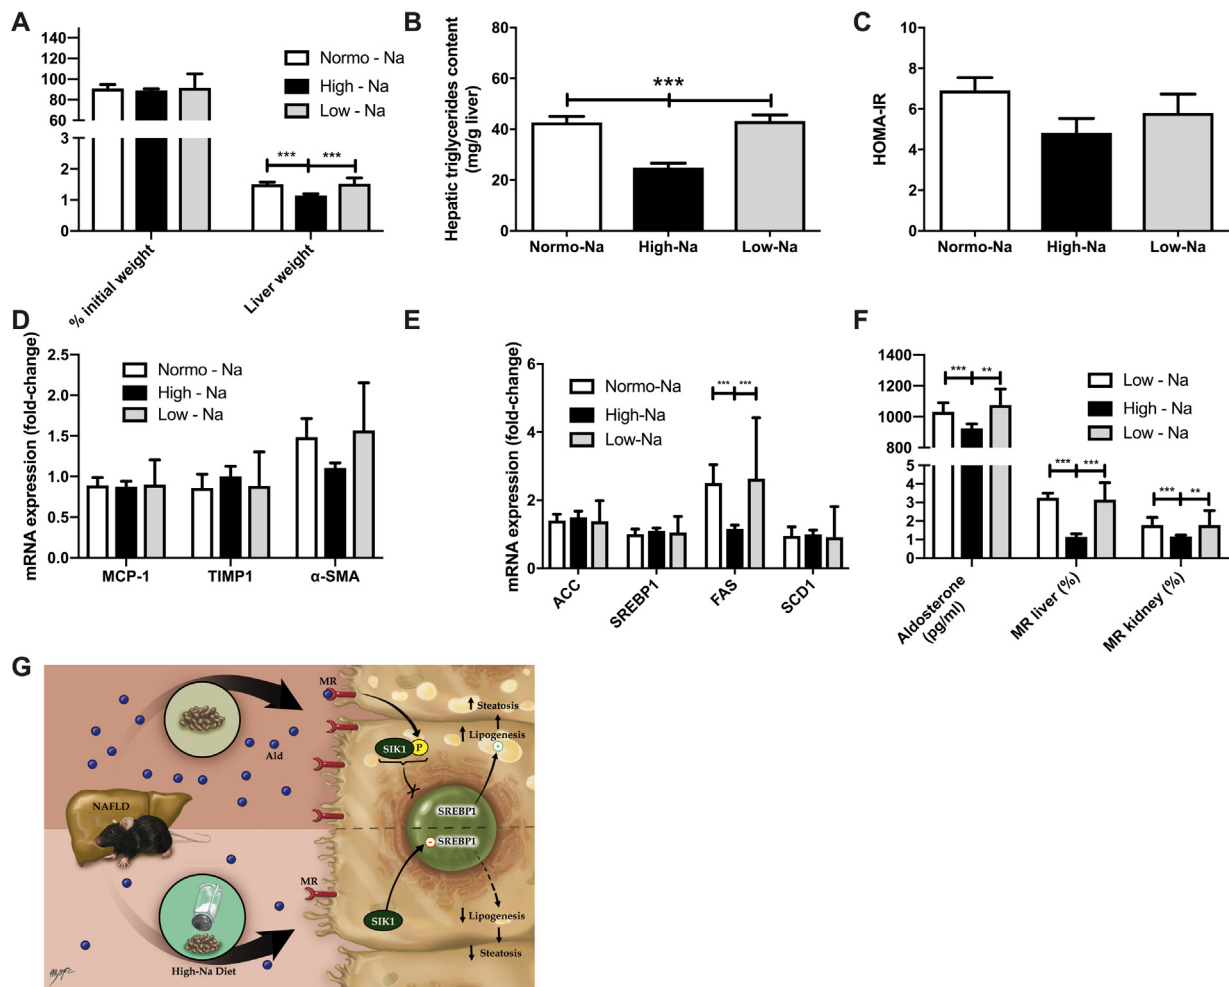 A
140
120
100
80
60
3
2
1
0
Normo - Na
High - Na
Low - Na
*** ***
% initial weight
Liver weight
B
Hepatic triglycerides content
(mg/g liver)
80
60
40
20
0
***
Normo-Na High-Na Low-Na
C
HOMA-IR
10
8
6
4
2
0
Normo-Na High-Na Low-Na
D
mRNA expression (fold-change)
2.5
2.0
1.5
1.0
0.5
0.0
Normo - Na
High - Na
Low - Na
MCP-1 TIMP1 α-SMA
E
mRNA expression (fold-change)
6
4
2
0
Normo-Na
High-Na
Low-Na
*** ***
ACC
SREBP1
FAS
SCD1
F
1400
1200
1000
800
5
4
3
2
1
0
*** **
*** ***
*** **
Low - Na
High - Na
Low - Na
Aldosterone
(pg/ml)
MR liver (%)
MR kidney (%)
G
MR
Steatosis
Lipogenesis
+
SIK1 P
Ald
NAFLD
SREBP1
- SREBP1
MR
SIK1
Lipogenesis
Steatosis
High-Na Diet